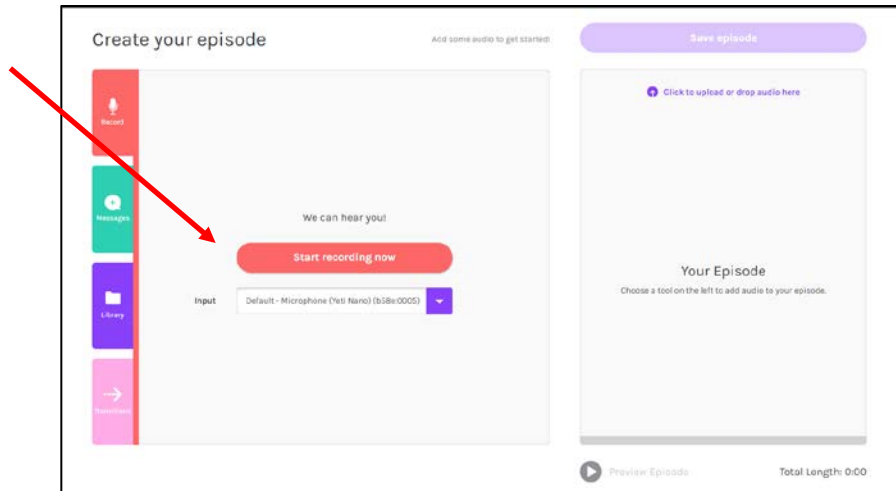 Create your episode
Add some audio to get started!
Save episode
Record
Messages
Library
Transitions
We can hear you!
Start recording now
Input
Default - Microphone (Yeti Nano) (b58e:0005)
Click to upload or drop audio here
Your Episode
Choose a tool on the left to add audio to your episode.
Preview Episode
Total Length: 0:00